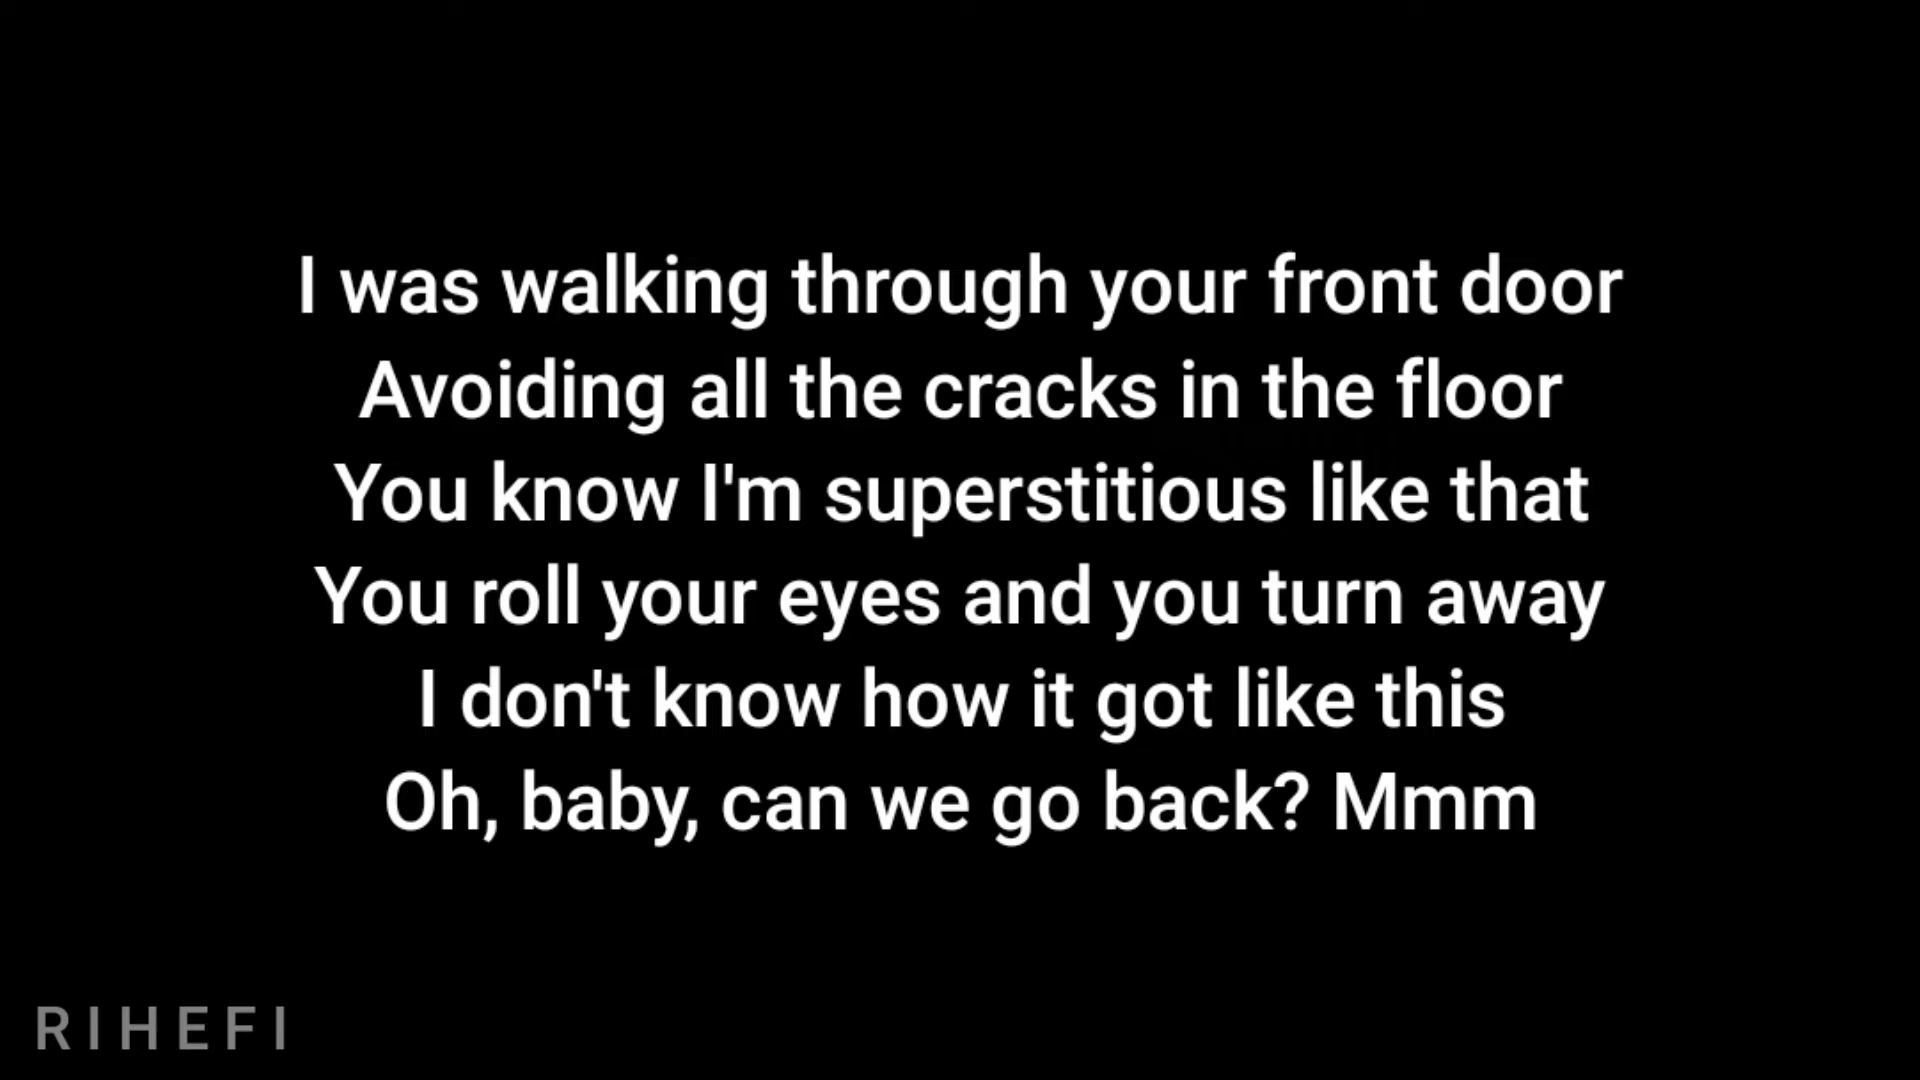 I was walking through your front door
Avoiding all the cracks in the floor
You know I'm superstitious like that
You roll your eyes and you turn away
I don't know how it got like this
Oh, baby, can we go back? Mmm
RIHEFI